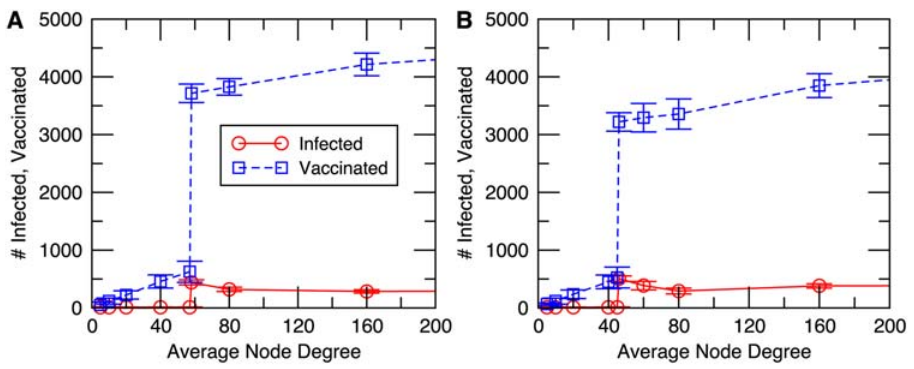 A
B
# Infected, Vaccinated
5000
4000
3000
2000
1000
0
Infected
Vaccinated
0 40 80 120 160 200
Average Node Degree
# Infected, Vaccinated
5000
4000
3000
2000
1000
0
0 40 80 120 160 200
Average Node Degree